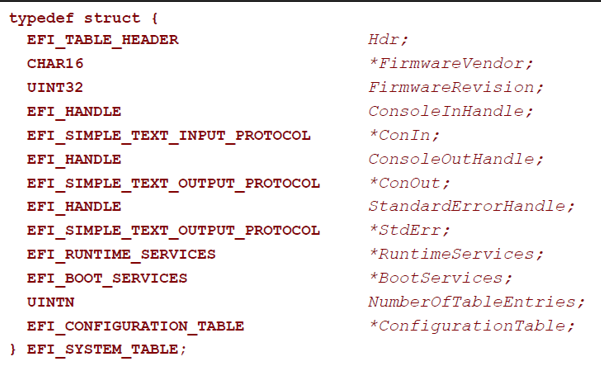 typedef struct {
EFI_TABLE_HEADER Hdr;
CHAR16 *FirmwareVendor;
UINT32 FirmwareRevision;
EFI_HANDLE ConsoleInHandle;
EFI_SIMPLE_TEXT_INPUT_PROTOCOL *ConIn;
EFI_HANDLE ConsoleOutHandle;
EFI_SIMPLE_TEXT_OUTPUT_PROTOCOL *ConOut;
EFI_HANDLE StandardErrorHandle;
EFI_SIMPLE_TEXT_OUTPUT_PROTOCOL *StdErr;
EFI_RUNTIME_SERVICES *RuntimeServices;
EFI_BOOT_SERVICES *BootServices;
UINTN NumberOfTableEntries;
EFI_CONFIGURATION_TABLE *ConfigurationTable;
} EFI_SYSTEM_TABLE;